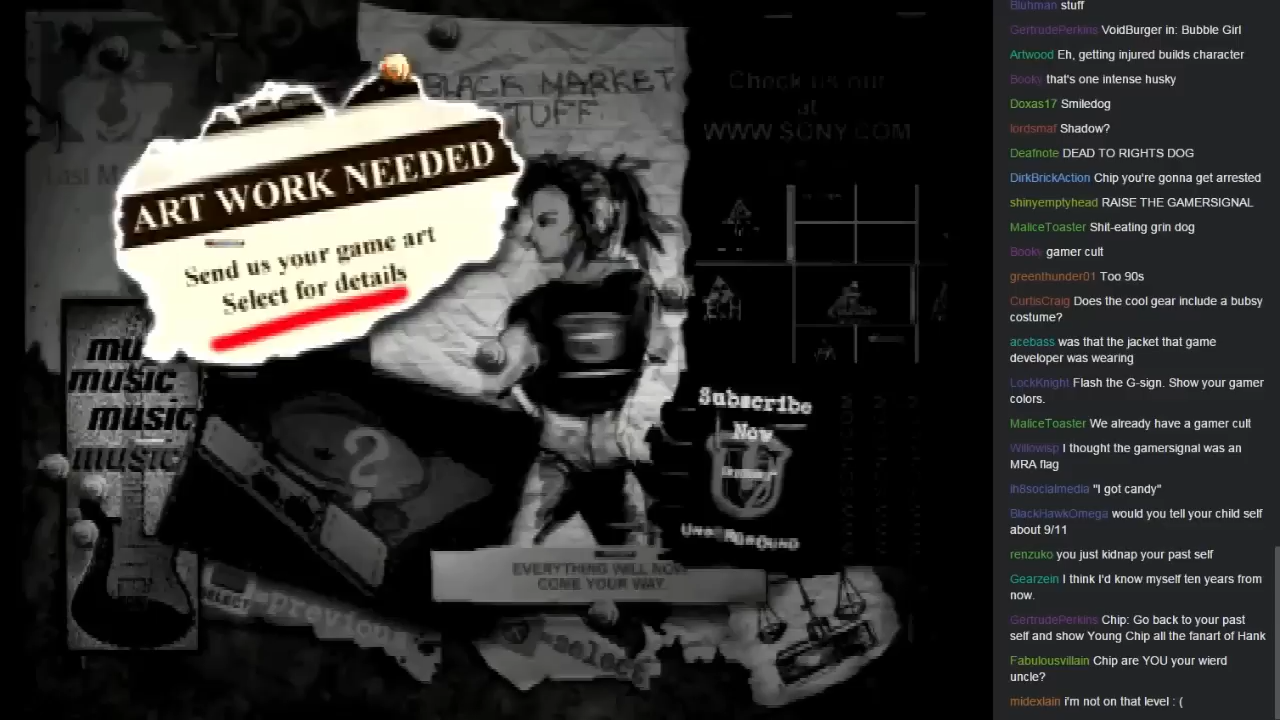 BLACK MARKET
STUFF
Check us out
at
WWW.SONY.COM
ART WORK NEEDED
Send us your game art
Select for details
music
music
music
?
Subscribe
Now
UNDERGROUND
EVERYTHING WILL NOW
COME YOUR WAY
SELECT
previous
select
Bluhman stuff
GertrudePerkins VoidBurger in: Bubble Girl
Artwood Eh, getting injured builds character
Booky that's one intense husky
Doxas17 Smiledog
lordsmaf Shadow?
Deafnote DEAD TO RIGHTS DOG
DirkBrickAction Chip you're gonna get arrested
shinyemptyhead RAISE THE GAMERSIGNAL
MaliceToaster Shit-eating grin dog
Booky gamer cult
greenthunder01 Too 90s
CurtisCraig Does the cool gear include a bubsy
costume?
acebass was that the jacket that game
developer was wearing
LockKnight Flash the G-sign. Show your gamer
colors.
MaliceToaster We already have a gamer cult
Willowisp I thought the gamersignal was an
MRA flag
ih8socialmedia "I got candy"
BlackHawkOmega would you tell your child self
about 9/11
renzuko you just kidnap your past self
Gearzein I think I'd know myself ten years from
now.
GertrudePerkins Chip: Go back to your past
self and show Young Chip all the fanart of Hank
Fabulousvillain Chip are YOU your wierd
uncle?
midexlain i'm not on that level : (